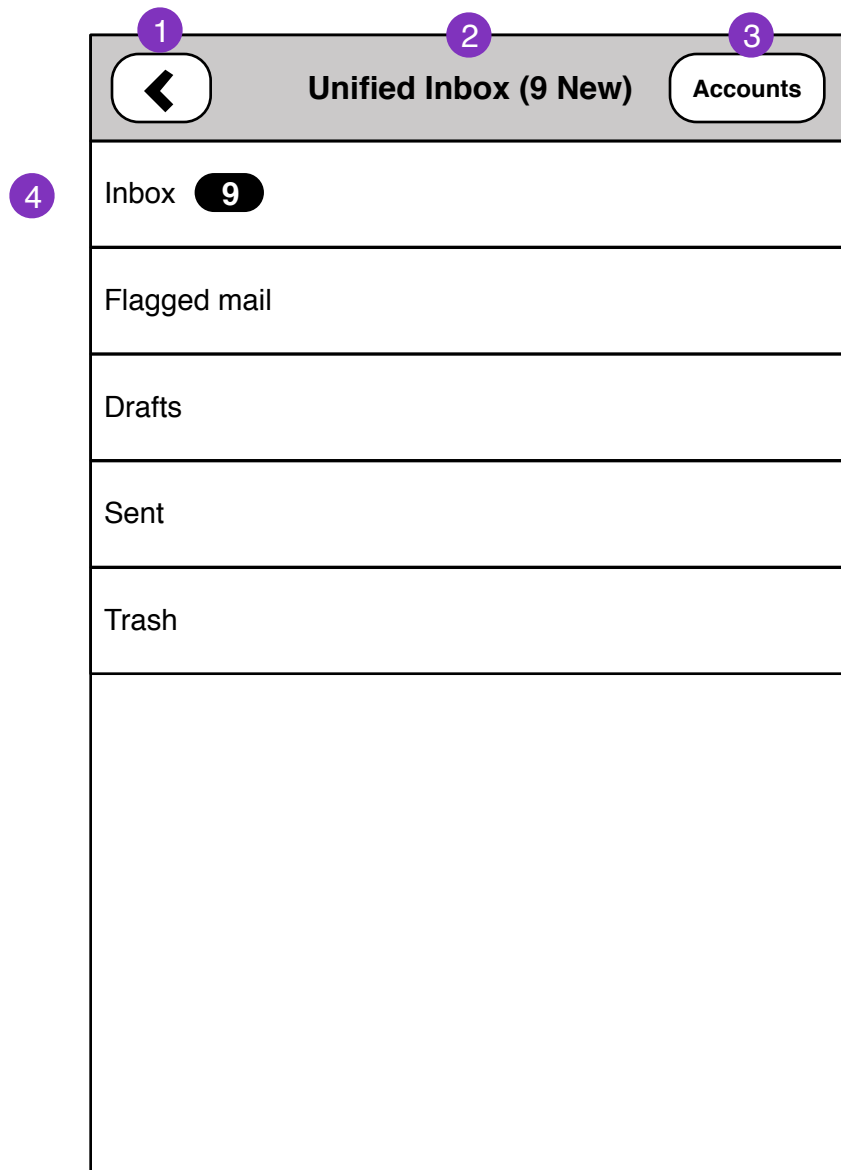 1
2
3
Unified Inbox (9 New)
Accounts
4
Inbox 9
Flagged mail
Drafts
Sent
Trash